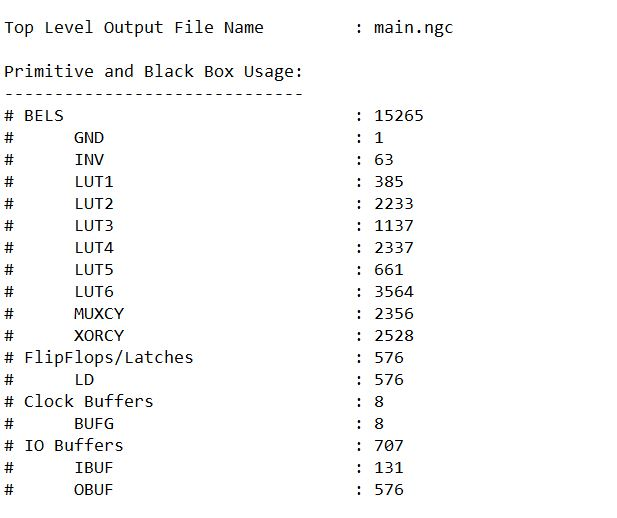 Top Level Output File Name         : main.ngc
Primitive and Black Box Usage:
------------------------------
# BELS                             : 15265
#      GND                         : 1
#      INV                         : 63
#      LUT1                        : 385
#      LUT2                        : 2233
#      LUT3                        : 1137
#      LUT4                        : 2337
#      LUT5                        : 661
#      LUT6                        : 3564
#      MUXCY                       : 2356
#      XORCY                       : 2528
# FlipFlops/Latches                : 576
#      LD                          : 576
# Clock Buffers                    : 8
#      BUFG                        : 8
# IO Buffers                       : 707
#      IBUF                        : 131
#      OBUF                        : 576